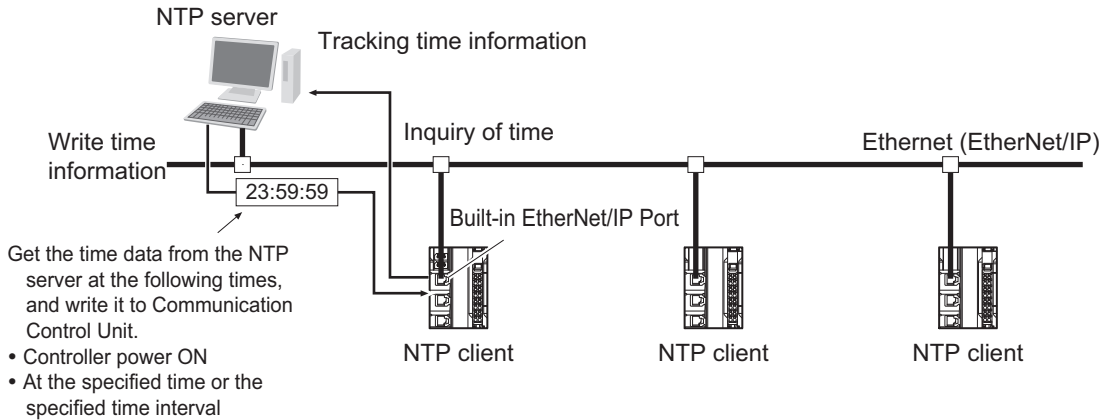 NTP server
Tracking time information
Write time
information
Inquiry of time
Ethernet (EtherNet/IP)
23:59:59
Built-in EtherNet/IP Port
Get the time data from the NTP
server at the following times,
and write it to Communication
Control Unit.
• Controller power ON
• At the specified time or the
specified time interval
NTP client
NTP client
NTP client